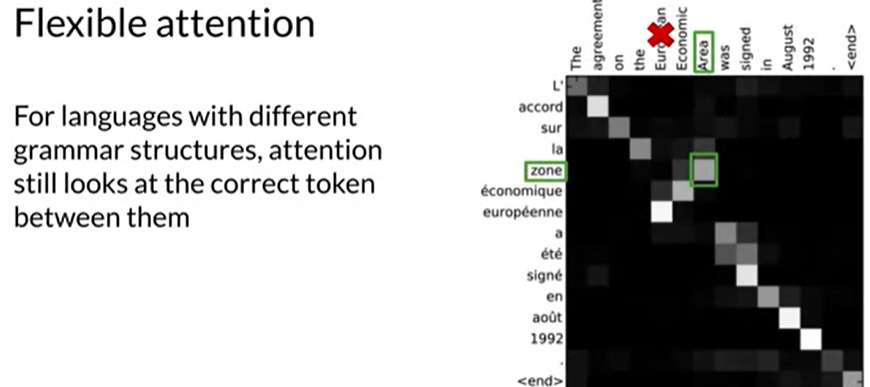 Flexible attention
For languages with different
grammar structures, attention
still looks at the correct token
between them
The
agreement
on
the
Economic
Area
was
signed
in
August
1992
.
<end>
L'
accord
sur
la
zone
économique
européenne
a
été
signé
en
août
1992
.
<end>